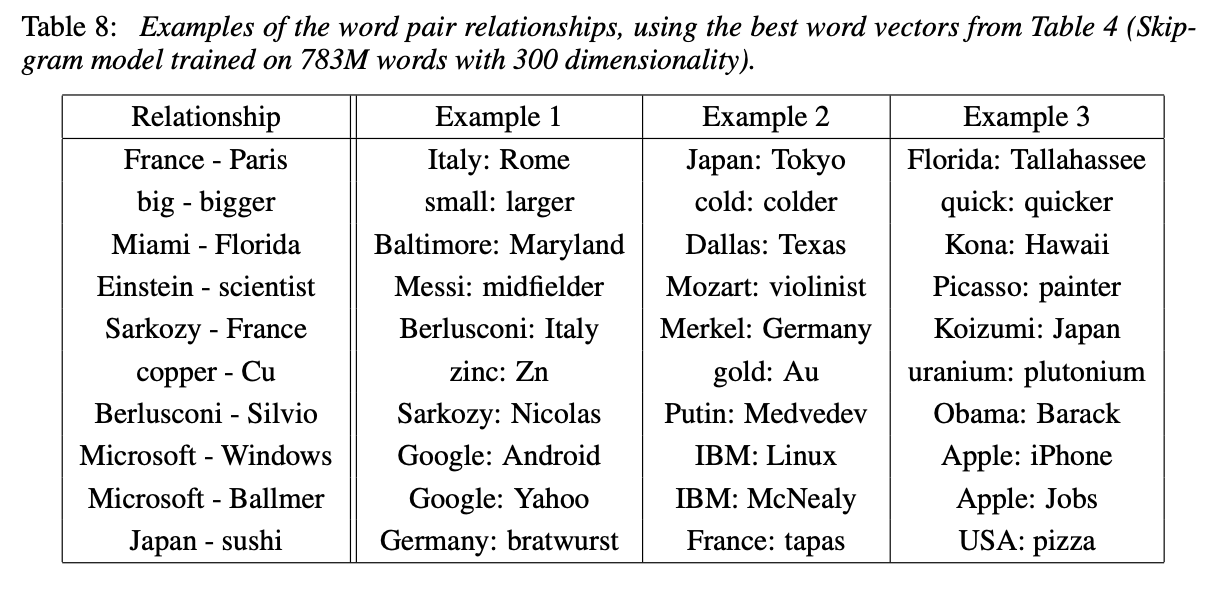 Table 8: Examples of the word pair relationships, using the best word vectors from Table 4 (Skip-
gram model trained on 783M words with 300 dimensionality).
Relationship Example 1 Example 2 Example 3
France - Paris Italy: Rome Japan: Tokyo Florida: Tallahassee
big - bigger small: larger cold: colder quick: quicker
Miami - Florida Baltimore: Maryland Dallas: Texas Kona: Hawaii
Einstein - scientist Messi: midfielder Mozart: violinist Picasso: painter
Sarkozy - France Berlusconi: Italy Merkel: Germany Koizumi: Japan
copper - Cu zinc: Zn gold: Au uranium: plutonium
Berlusconi - Silvio Sarkozy: Nicolas Putin: Medvedev Obama: Barack
Microsoft - Windows Google: Android IBM: Linux Apple: iPhone
Microsoft - Ballmer Google: Yahoo IBM: McNealy Apple: Jobs
Japan - sushi Germany: bratwurst France: tapas USA: pizza